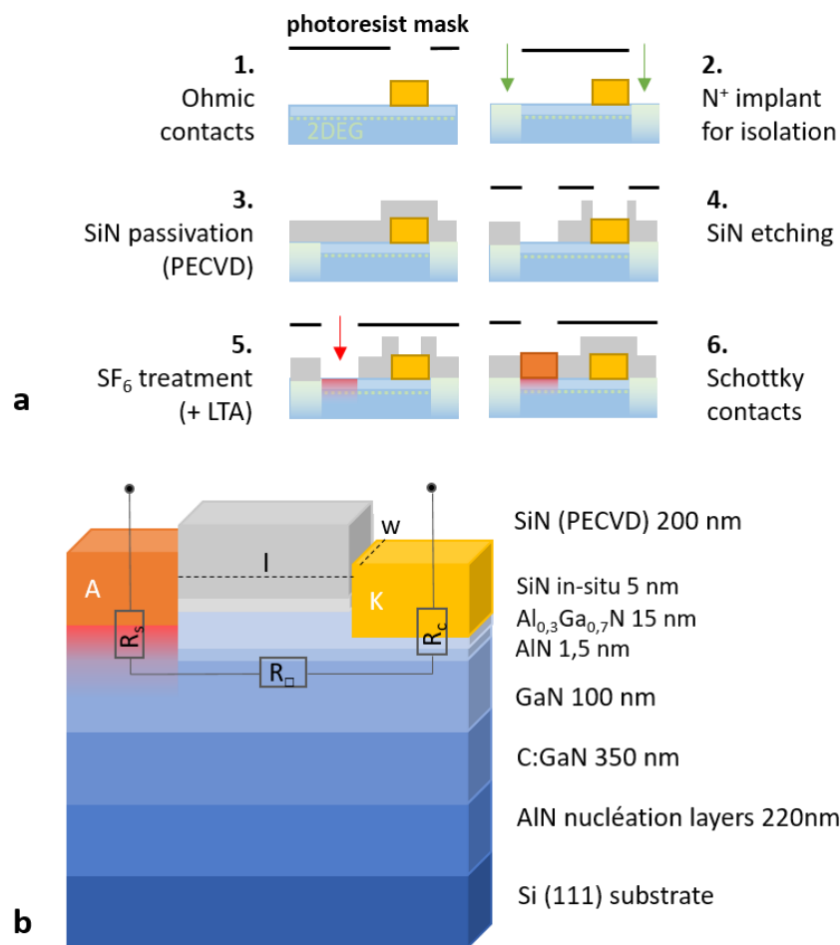 photoresist mask
1.
Ohmic
contacts
2DEG
2.
N⁺ implant
for isolation
3.
SiN passivation
(PECVD)
4.
SiN etching
5.
SF₆ treatment
(+ LTA)
6.
Schottky
contacts
a
SiN (PECVD) 200 nm
w
l
A
K
SiN in-situ 5 nm
Al₀,₃Ga₀,₇N 15 nm
AlN 1,5 nm
Rₛ
R꜀
R□
GaN 100 nm
C:GaN 350 nm
AlN nucléation layers 220nm
Si (111) substrate
b